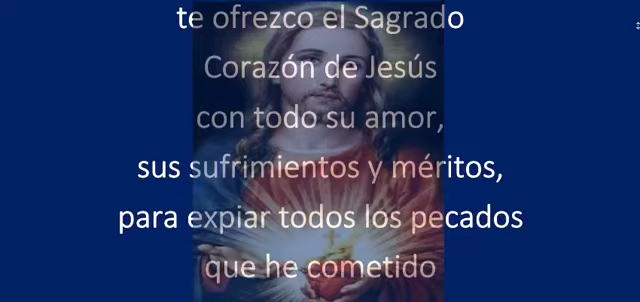 te ofrezco el Sagrado
Corazón de Jesús
con todo su amor,
sus sufrimientos y méritos,
para expiar todos los pecados
que he cometido